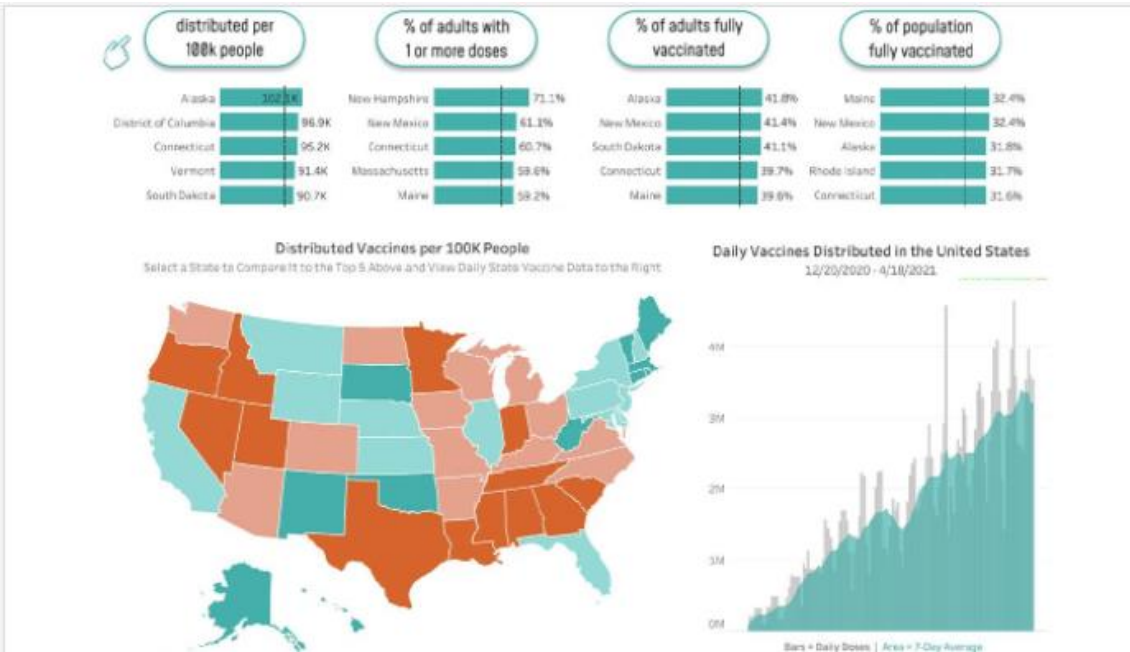 distributed per
100k people
% of adults with
1 or more doses
% of adults fully
vaccinated
% of population
fully vaccinated
Alaska 102.1K
District of Columbia 96.9K
Connecticut 95.2K
Vermont 91.4K
South Dakota 90.7K
New Hampshire 71.1%
New Mexico 61.1%
Connecticut 60.7%
Massachusetts 59.6%
Maine 59.2%
Alaska 41.8%
New Mexico 41.4%
South Dakota 41.1%
Connecticut 39.7%
Maine 39.6%
Maine 32.4%
New Mexico 32.4%
Alaska 31.8%
Rhode Island 31.7%
Connecticut 31.6%
Distributed Vaccines per 100K People
Select a State to Compare It to the Top 5 Above and View Daily State Vaccine Data to the Right
Daily Vaccines Distributed in the United States
12/20/2020 - 4/18/2021
4M
3M
2M
1M
0M
Bars = Daily Doses | Area = 7-Day Average